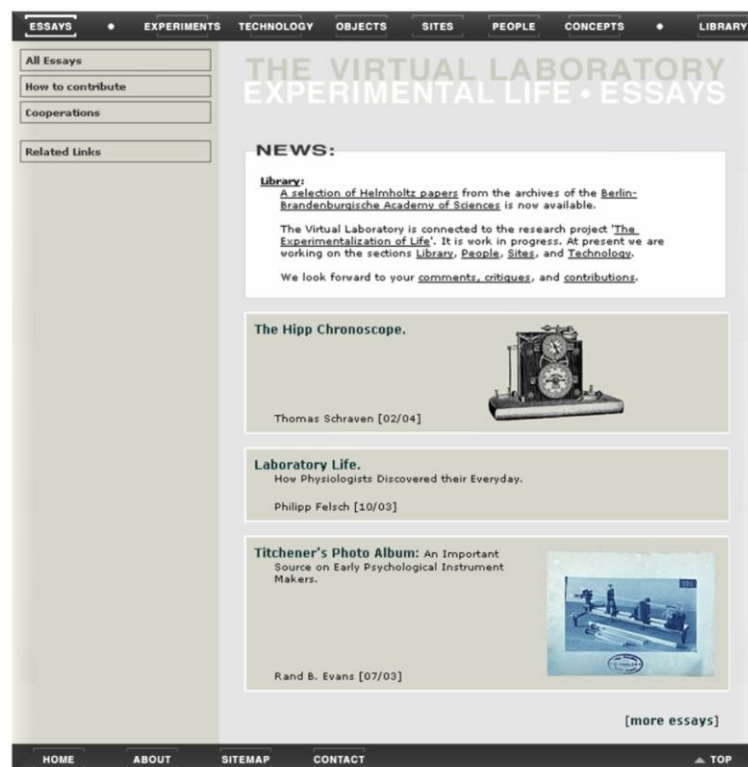 ESSAYS • EXPERIMENTS TECHNOLOGY OBJECTS SITES PEOPLE CONCEPTS • LIBRARY
All Essays
How to contribute
Cooperations
Related Links
THE VIRTUAL LABORATORY
EXPERIMENTAL LIFE • ESSAYS
NEWS:
Library:
A selection of Helmholtz papers from the archives of the Berlin-
Brandenburgische Academy of Sciences is now available.
The Virtual Laboratory is connected to the research project 'The
Experimentalization of Life'. It is work in progress. At present we are
working on the sections Library, People, Sites, and Technology.
We look forward to your comments, critiques, and contributions.
The Hipp Chronoscope.
Thomas Schraven [02/04]
Laboratory Life.
How Physiologists Discovered their Everyday.
Philipp Felsch [10/03]
Titchener's Photo Album: An Important
Source on Early Psychological Instrument
Makers.
Rand B. Evans [07/03]
[more essays]
HOME ABOUT SITEMAP CONTACT TOP